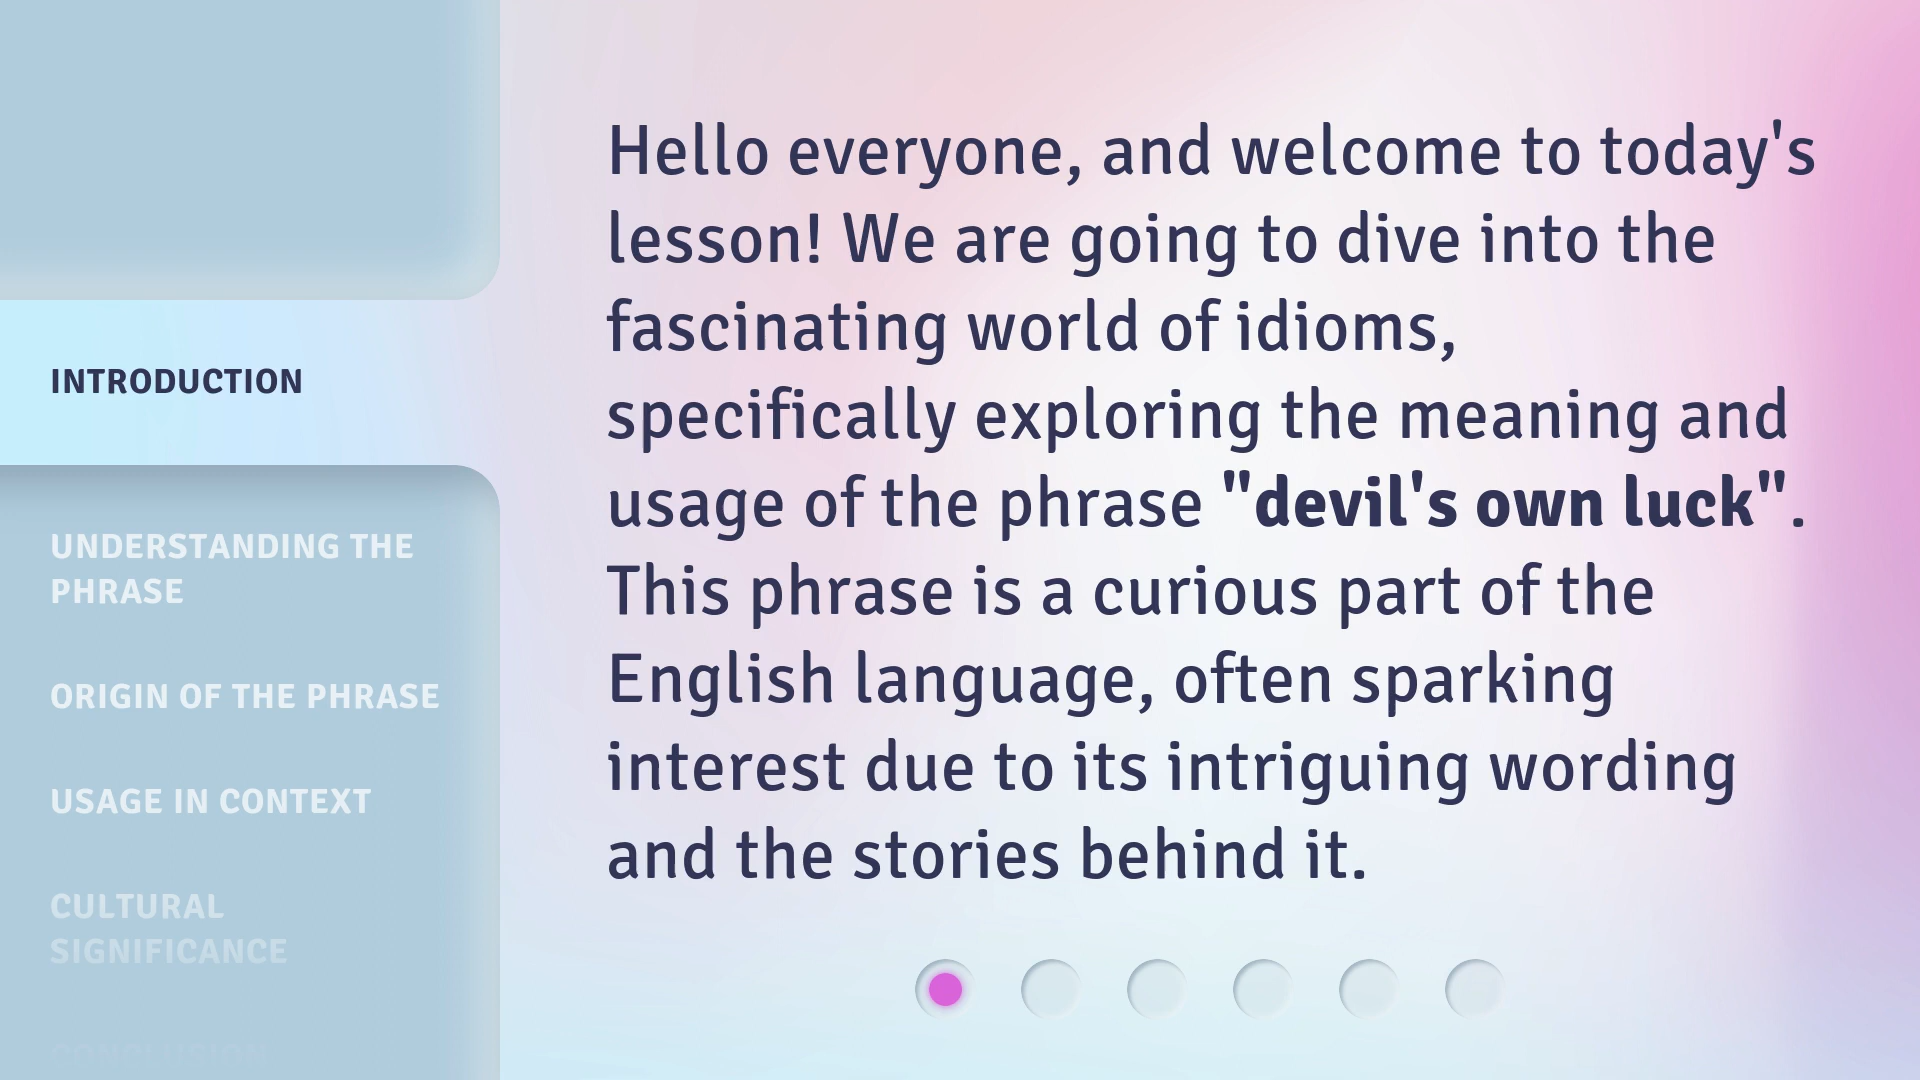 INTRODUCTION
UNDERSTANDING THE
PHRASE
ORIGIN OF THE PHRASE
USAGE IN CONTEXT
CULTURAL
SIGNIFICANCE
CONCLUSION
Hello everyone, and welcome to today's
lesson! We are going to dive into the
fascinating world of idioms,
specifically exploring the meaning and
usage of the phrase "devil's own luck".
This phrase is a curious part of the
English language, often sparking
interest due to its intriguing wording
and the stories behind it.